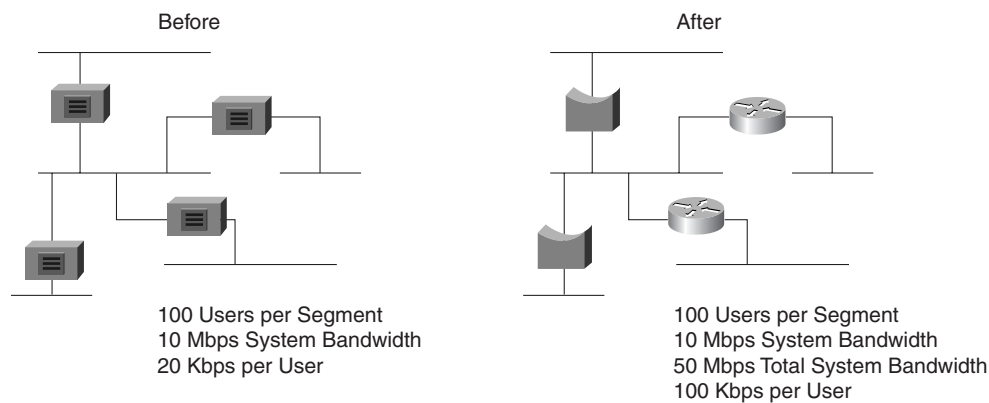 Before
After
100 Users per Segment
10 Mbps System Bandwidth
20 Kbps per User
100 Users per Segment
10 Mbps System Bandwidth
50 Mbps Total System Bandwidth
100 Kbps per User